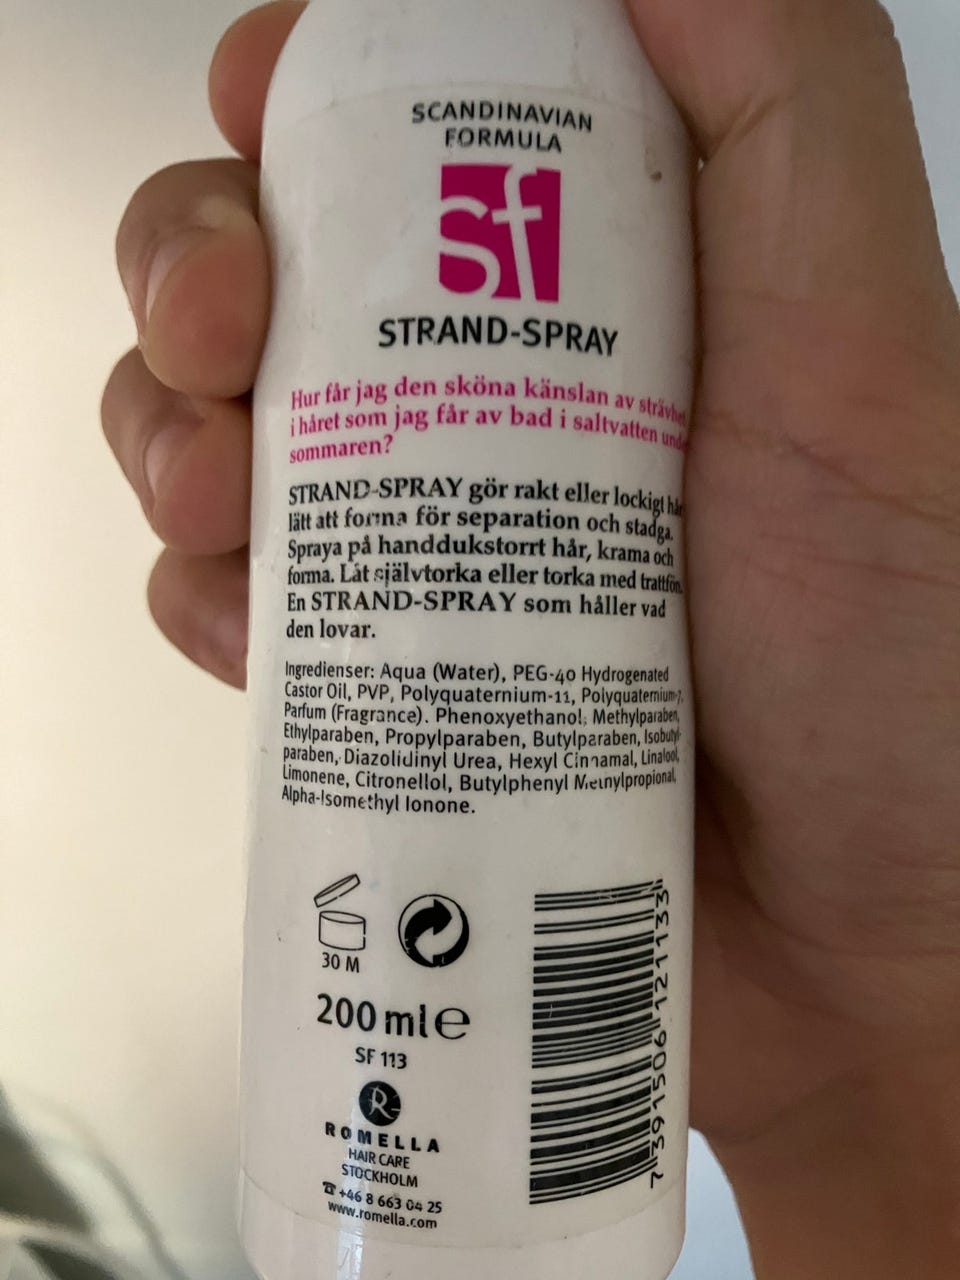 SCANDINAVIAN
FORMULA
sf
STRAND-SPRAY
Hur får jag den sköna känslan av strävhet
i håret som jag får av bad i saltvatten under
sommaren?
STRAND-SPRAY gör rakt eller lockigt hår
lätt att forma för separation och stadga.
Spraya på handdukstorrt hår, krama och
forma. Låt självtorka eller torka med trattfön.
En STRAND-SPRAY som håller vad
den lovar.
Ingredienser: Aqua (Water), PEG-40 Hydrogenated
Castor Oil, PVP, Polyquaternium-11, Polyquaternium-7,
Parfum (Fragrance). Phenoxyethanol, Methylparaben,
Ethylparaben, Propylparaben, Butylparaben, Isobutyl-
paraben, Diazolidinyl Urea, Hexyl Cinnamal, Linalool,
Limonene, Citronellol, Butylphenyl Methylpropional,
Alpha-Isomethyl Ionone.
30 M
200 ml e
SF 113
R
ROMELLA
HAIR CARE
STOCKHOLM
☎ +46 8 663 04 25
www.romella.com
7 391506 121133